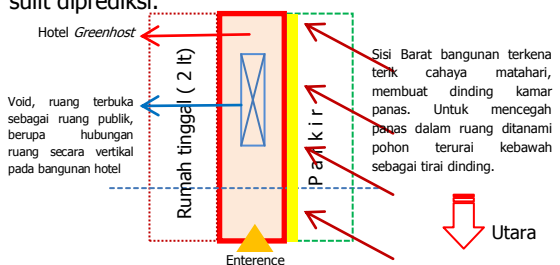 sulit diprediksi.
Hotel Greenhost
Void, ruang terbuka
sebagai ruang publik,
berupa hubungan
ruang secara vertikal
pada bangunan hotel
Rumah tinggal ( 2 lt)
Parkir
Sisi Barat bangunan terkena
terik cahaya matahari,
membuat dinding kamar
panas. Untuk mencegah
panas dalam ruang ditanami
pohon terurai kebawah
sebagai tirai dinding.
Utara
Enterence